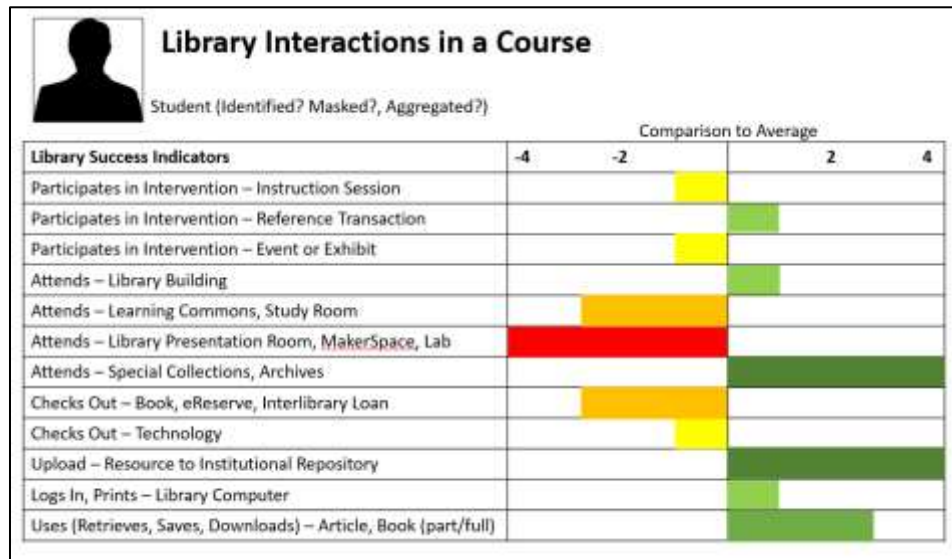 Library Interactions in a Course
Student (Identified? Masked?, Aggregated?)
Comparison to Average
Library Success Indicators -4 -2 2 4
Participates in Intervention – Instruction Session
Participates in Intervention – Reference Transaction
Participates in Intervention – Event or Exhibit
Attends – Library Building
Attends – Learning Commons, Study Room
Attends – Library Presentation Room, MakerSpace, Lab
Attends – Special Collections, Archives
Checks Out – Book, eReserve, Interlibrary Loan
Checks Out – Technology
Upload – Resource to Institutional Repository
Logs In, Prints – Library Computer
Uses (Retrieves, Saves, Downloads) – Article, Book (part/full)